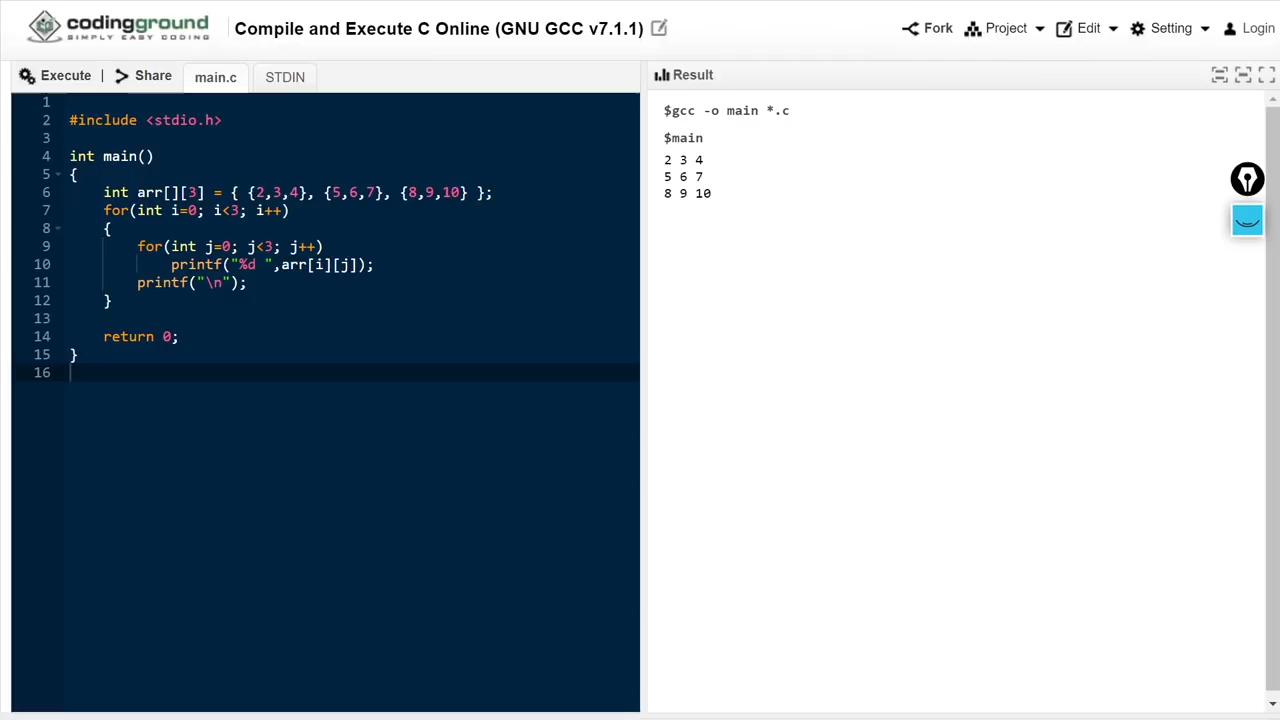 codingground
SIMPLY EASY CODING
Compile and Execute C Online (GNU GCC v7.1.1)
Fork Project Edit Setting Login
Execute | Share main.c STDIN
1
2 #include <stdio.h>
3
4 int main()
5 {
6 int arr[][3] = { {2,3,4}, {5,6,7}, {8,9,10} };
7 for(int i=0; i<3; i++)
8 {
9 for(int j=0; j<3; j++)
10 printf("%d ",arr[i][j]);
11 printf("\n");
12 }
13
14 return 0;
15 }
16
Result
$gcc -o main *.c
$main
2 3 4
5 6 7
8 9 10